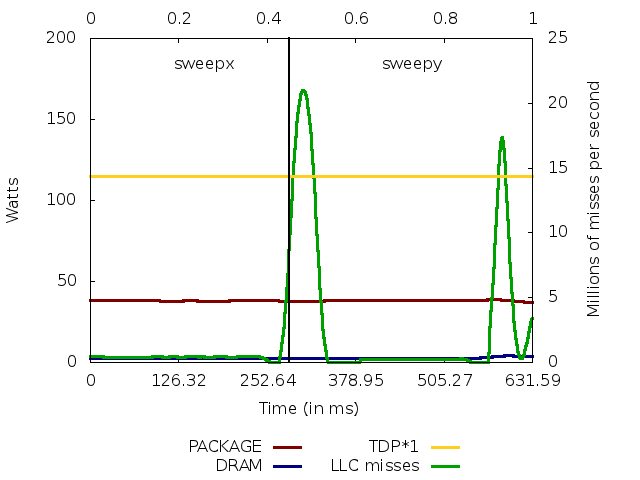 0 0.2 0.4 0.6 0.8 1
200 25
sweepx sweepy
20
150
15
100
10
50
5
0 0
0 126.32 252.64 378.95 505.27 631.59
Watts
Millions of misses per second
Time (in ms)
PACKAGE TDP*1
DRAM LLC misses